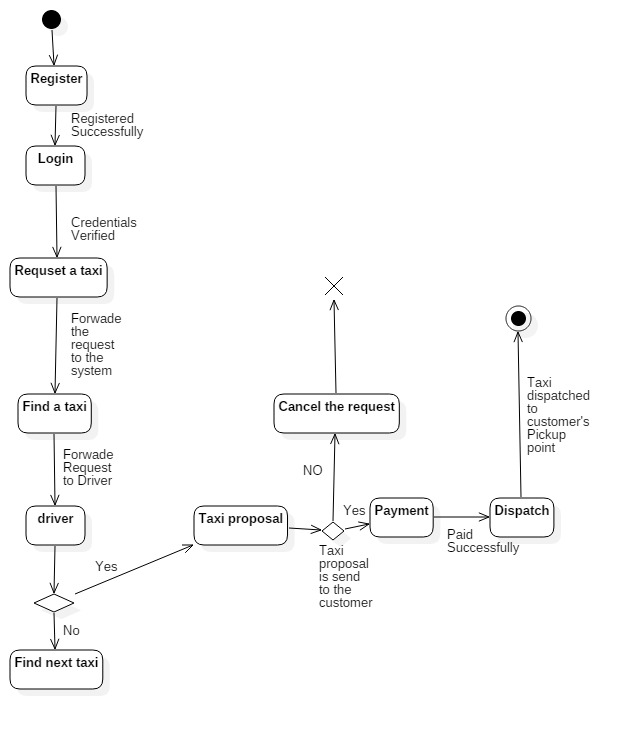 Register
Registered
Successfully
Login
Credentials
Verified
Requset a taxi
Forwade
the
request
to the
system
Find a taxi
Forwade
Request
to Driver
driver
Yes
No
Find next taxi
Taxi proposal
Taxi
proposal
is send
to the
customer
NO
Cancel the request
Yes
Payment
Paid
Successfully
Dispatch
Taxi
dispatched
to
customer's
Pickup
point